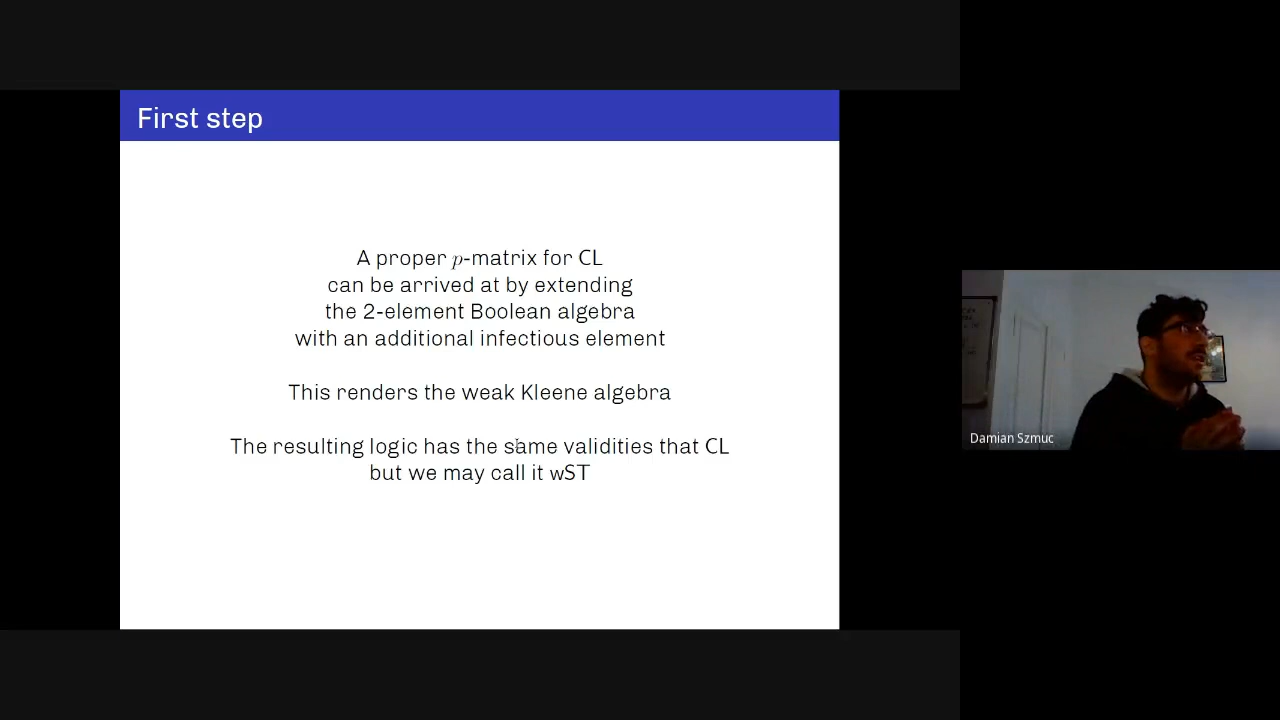 First step
A proper p-matrix for CL
can be arrived at by extending
the 2-element Boolean algebra
with an additional infectious element
This renders the weak Kleene algebra
The resulting logic has the same validities that CL
but we may call it wST
Damian Szmuc